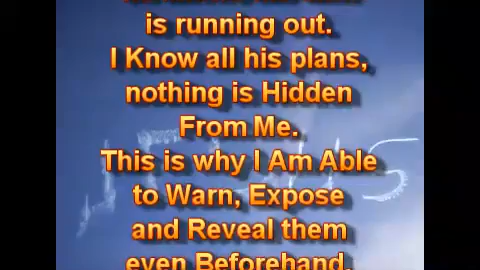 is running out.
I Know all his plans,
nothing is Hidden
From Me.
This is why I Am Able
to Warn, Expose
and Reveal them
even Beforehand.